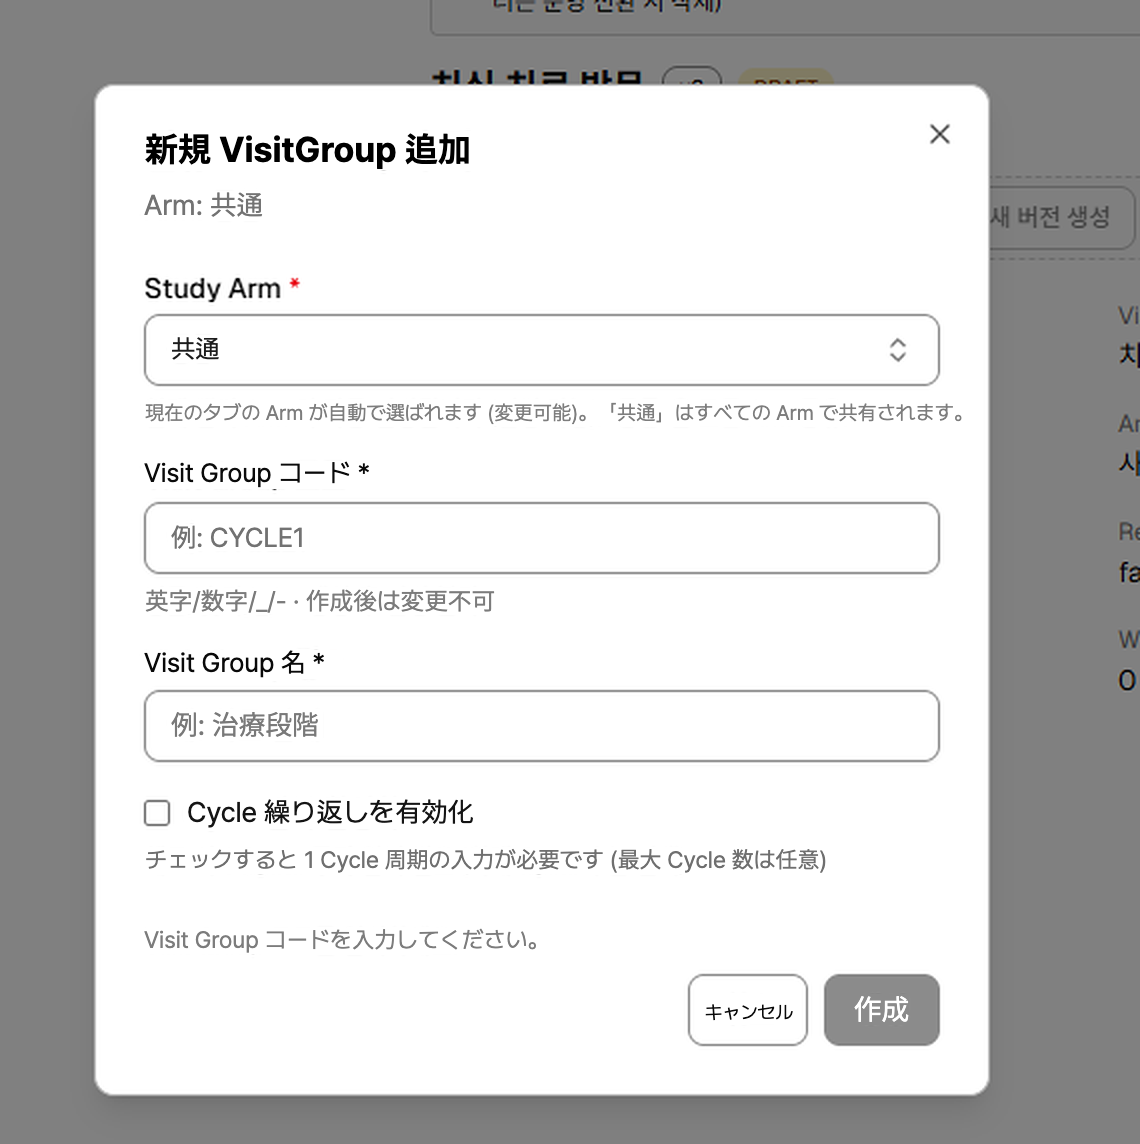 새 버전 생성
新規 VisitGroup 追加
Arm: 共通
Study Arm *
共通
現在のタブの Arm が自動で選ばれます (変更可能)。「共通」はすべての Arm で共有されます。
Visit Group コード *
例: CYCLE1
英字/数字/_/- · 作成後は変更不可
Visit Group 名 *
例: 治療段階
Cycle 繰り返しを有効化
チェックすると 1 Cycle 周期の入力が必要です (最大 Cycle 数は任意)
Visit Group コードを入力してください。
キャンセル
作成
0